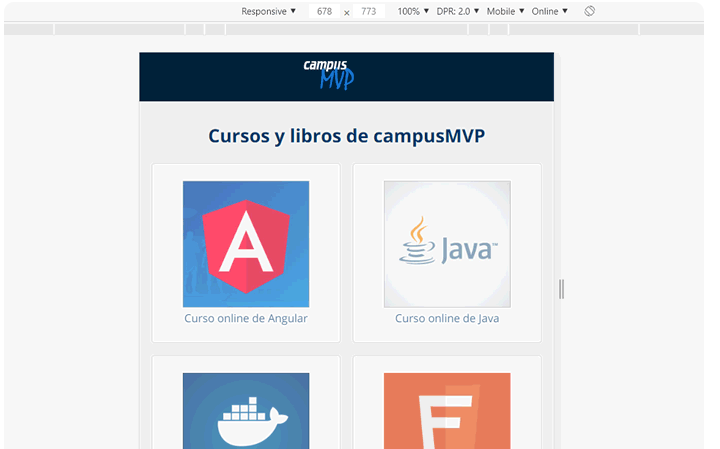 Responsive ▼ 678 × 773 100% ▼ DPR: 2.0 ▼ Mobile ▼ Online ▼
campus
MVP
Cursos y libros de campusMVP
A
Java™
Curso online de Angular
Curso online de Java
F